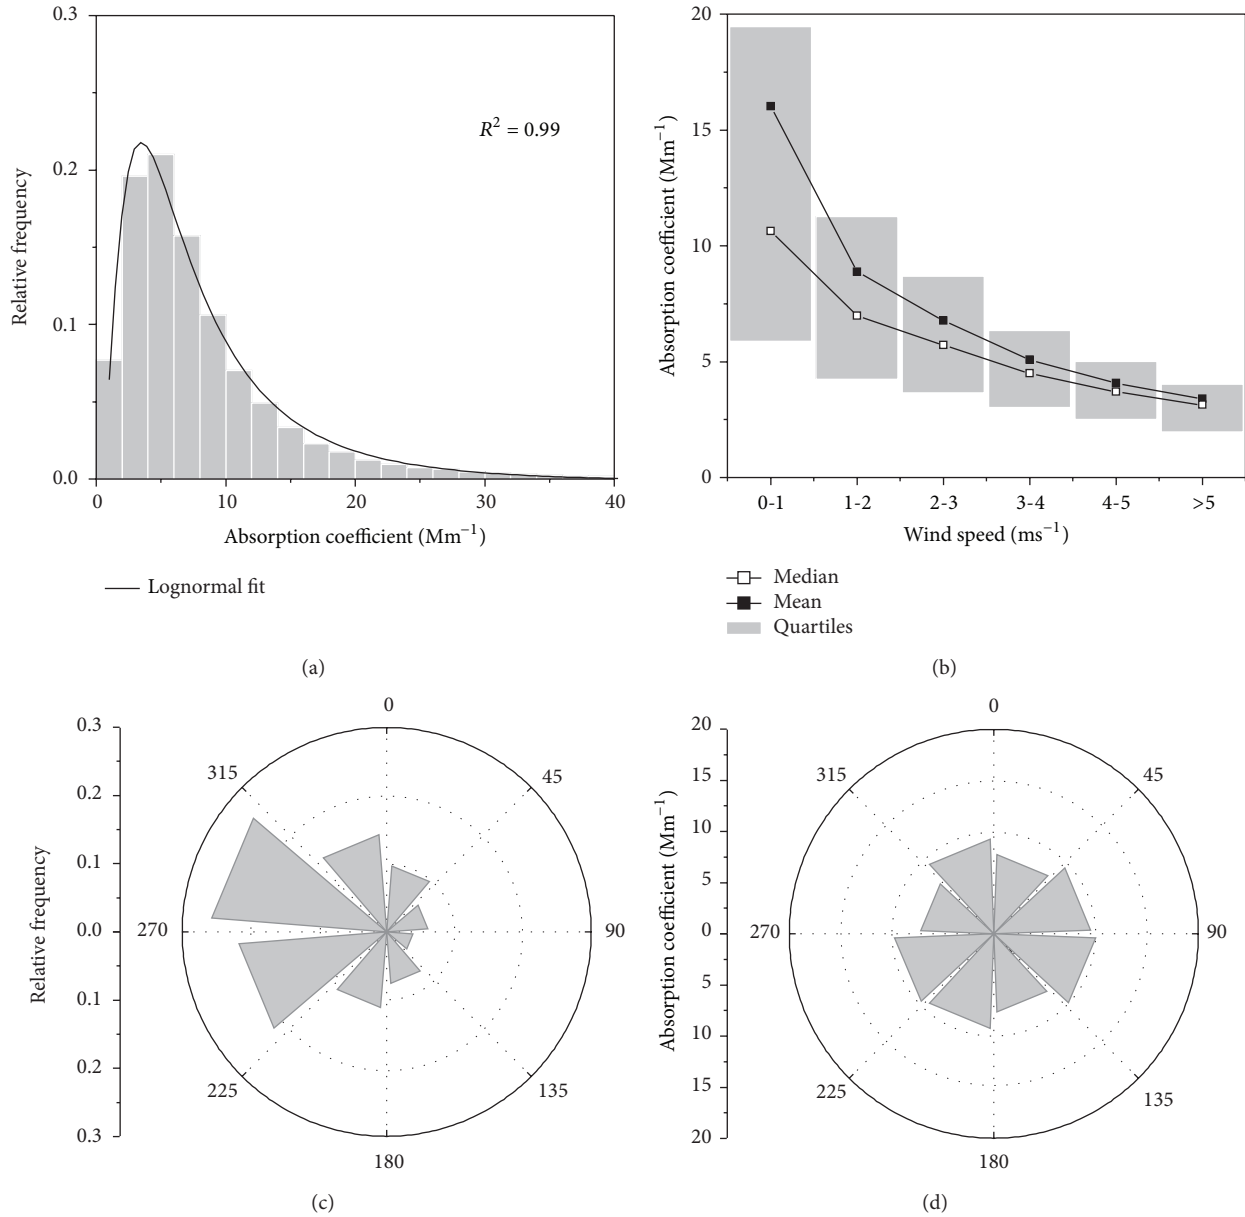 0.3
0.2
0.1
0.0
Relative frequency
R² = 0.99
0 10 20 30 40
Absorption coefficient (Mm⁻¹)
Lognormal fit
(a)
20
15
10
5
0
Absorption coefficient (Mm⁻¹)
0-1 1-2 2-3 3-4 4-5 >5
Wind speed (ms⁻¹)
Median
Mean
Quartiles
(b)
0.3
0.2
0.1
0.0
0.1
0.2
0.3
Relative frequency
0
45
90
135
180
225
270
315
(c)
20
15
10
5
0
5
10
15
20
Absorption coefficient (Mm⁻¹)
0
45
90
135
180
225
270
315
(d)